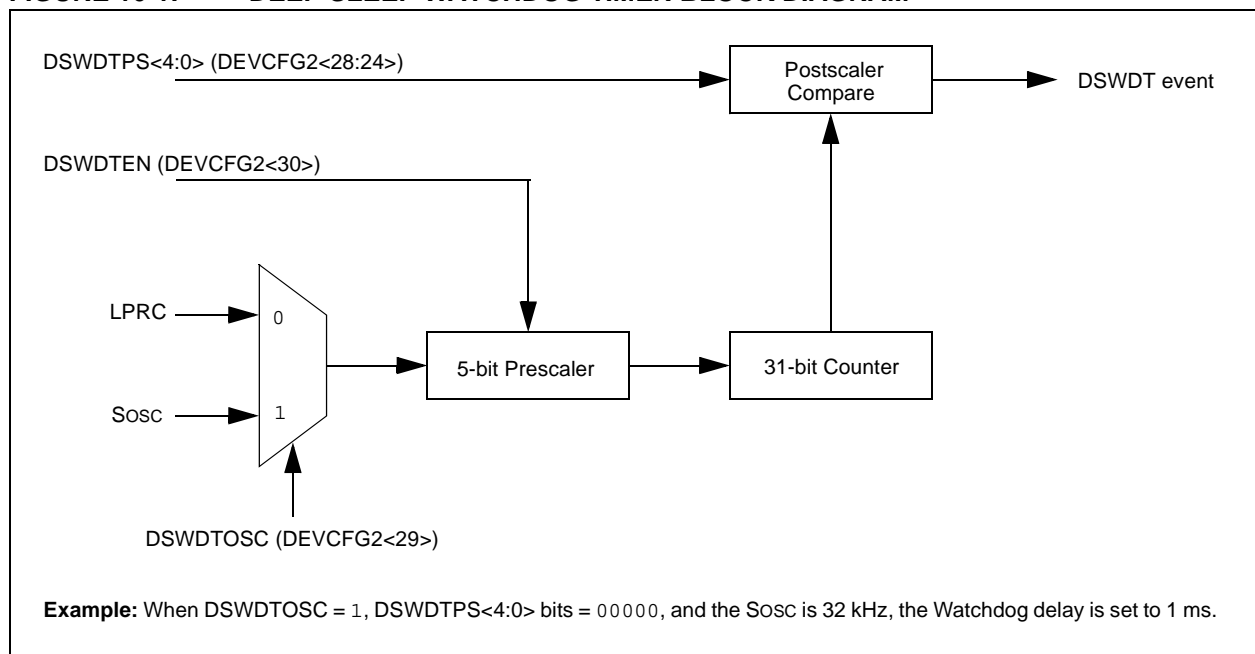 DSWDTPS<4:0> (DEVCFG2<28:24>)
Postscaler
Compare
DSWDT event
DSWDTEN (DEVCFG2<30>)
LPRC
0
5-bit Prescaler
31-bit Counter
SOSC
1
DSWDTOSC (DEVCFG2<29>)
Example: When DSWDTOSC = 1, DSWDTPS<4:0> bits = 00000, and the SOSC is 32 kHz, the Watchdog delay is set to 1 ms.